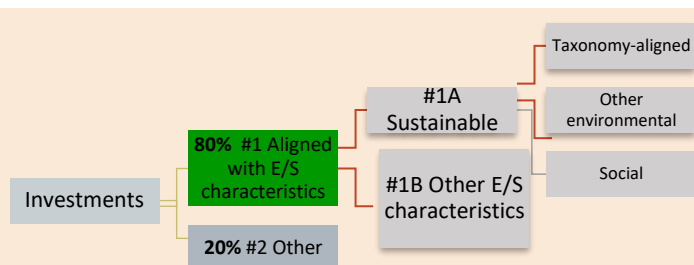 Investments
80% #1 Aligned
with E/S
characteristics
20% #2 Other
#1A
Sustainable
#1B Other E/S
characteristics
Taxonomy-aligned
Other
environmental
Social